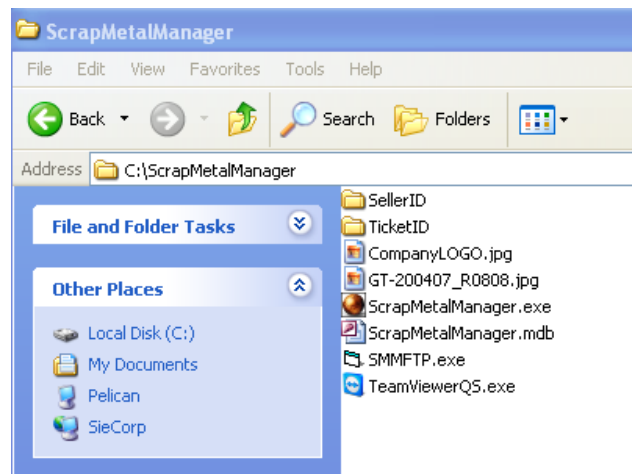 ScrapMetalManager
File Edit View Favorites Tools Help
Back Search Folders
Address C:\ScrapMetalManager
File and Folder Tasks
Other Places
Local Disk (C:)
My Documents
Pelican
SieCorp
SellerID
TicketID
CompanyLOGO.jpg
GT-200407_R0808.jpg
ScrapMetalManager.exe
ScrapMetalManager.mdb
SMMFTP.exe
TeamViewerQS.exe